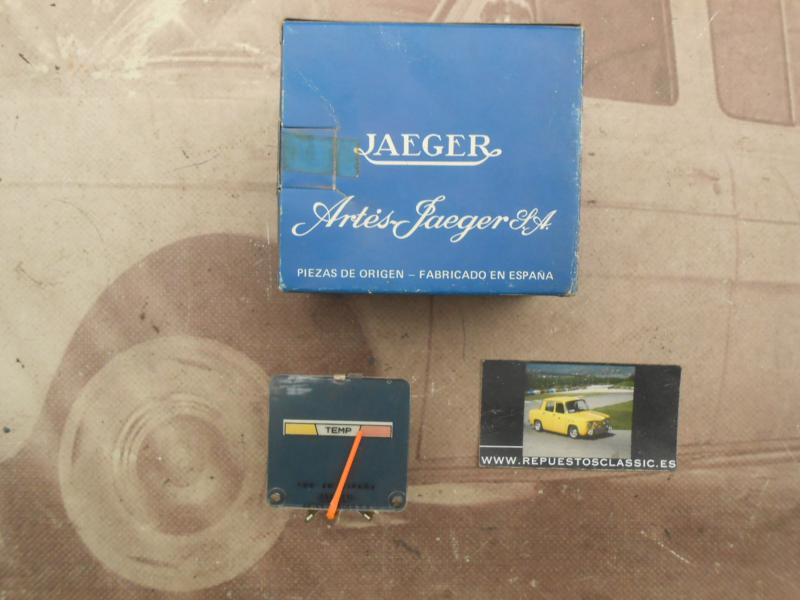 JAEGER
Artés-Jaeger S.A.
PIEZAS DE ORIGEN – FABRICADO EN ESPAÑA
TEMP
WWW.REPUESTOSCLASSIC.ES